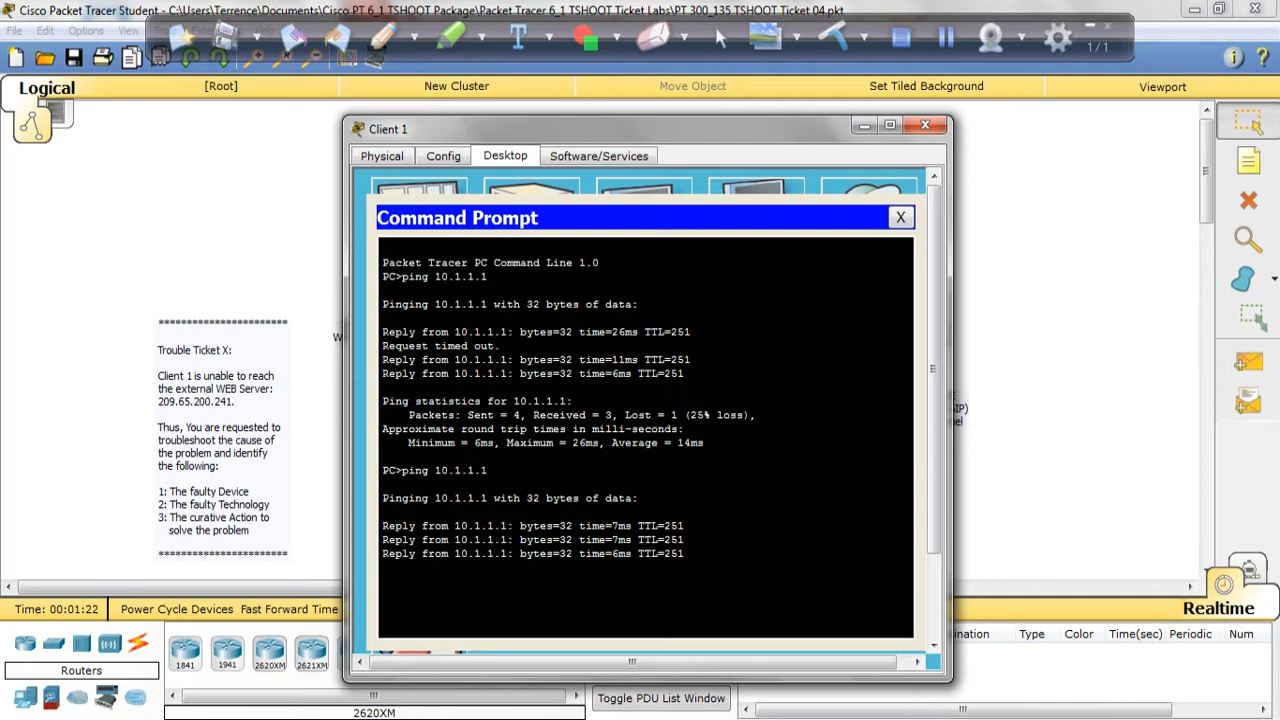 Cisco Packet Tracer Student - C:\Users\Terrence\Documents\Cisco PT 6_1 TSHOOT Package\Packet Tracer 6_1 TSHOOT Ticket Labs\PT 300_135 TSHOOT Ticket 04.pkt
File Edit Options View
1/1
Logical
[Root]
New Cluster
Move Object
Set Tiled Background
Viewport
Client 1
Physical Config Desktop Software/Services
Command Prompt
X
Packet Tracer PC Command Line 1.0
PC>ping 10.1.1.1
Pinging 10.1.1.1 with 32 bytes of data:
Reply from 10.1.1.1: bytes=32 time=26ms TTL=251
Request timed out.
Reply from 10.1.1.1: bytes=32 time=11ms TTL=251
Reply from 10.1.1.1: bytes=32 time=6ms TTL=251
Ping statistics for 10.1.1.1:
Packets: Sent = 4, Received = 3, Lost = 1 (25% loss),
Approximate round trip times in milli-seconds:
Minimum = 6ms, Maximum = 26ms, Average = 14ms
PC>ping 10.1.1.1
Pinging 10.1.1.1 with 32 bytes of data:
Reply from 10.1.1.1: bytes=32 time=7ms TTL=251
Reply from 10.1.1.1: bytes=32 time=7ms TTL=251
Reply from 10.1.1.1: bytes=32 time=6ms TTL=251
************************
Trouble Ticket X:
Client 1 is unable to reach
the external WEB Server:
209.65.200.241.
Thus, You are requested to
troubleshoot the cause of
the problem and identify
the following:
1: The faulty Device
2: The faulty Technology
3: The curative Action to
solve the problem
************************
Time: 00:01:22
Power Cycle Devices Fast Forward Time
Realtime
Routers
1841 1941 2620XM 2621XM
2620XM
Toggle PDU List Window
Type Color Time(sec) Periodic Num